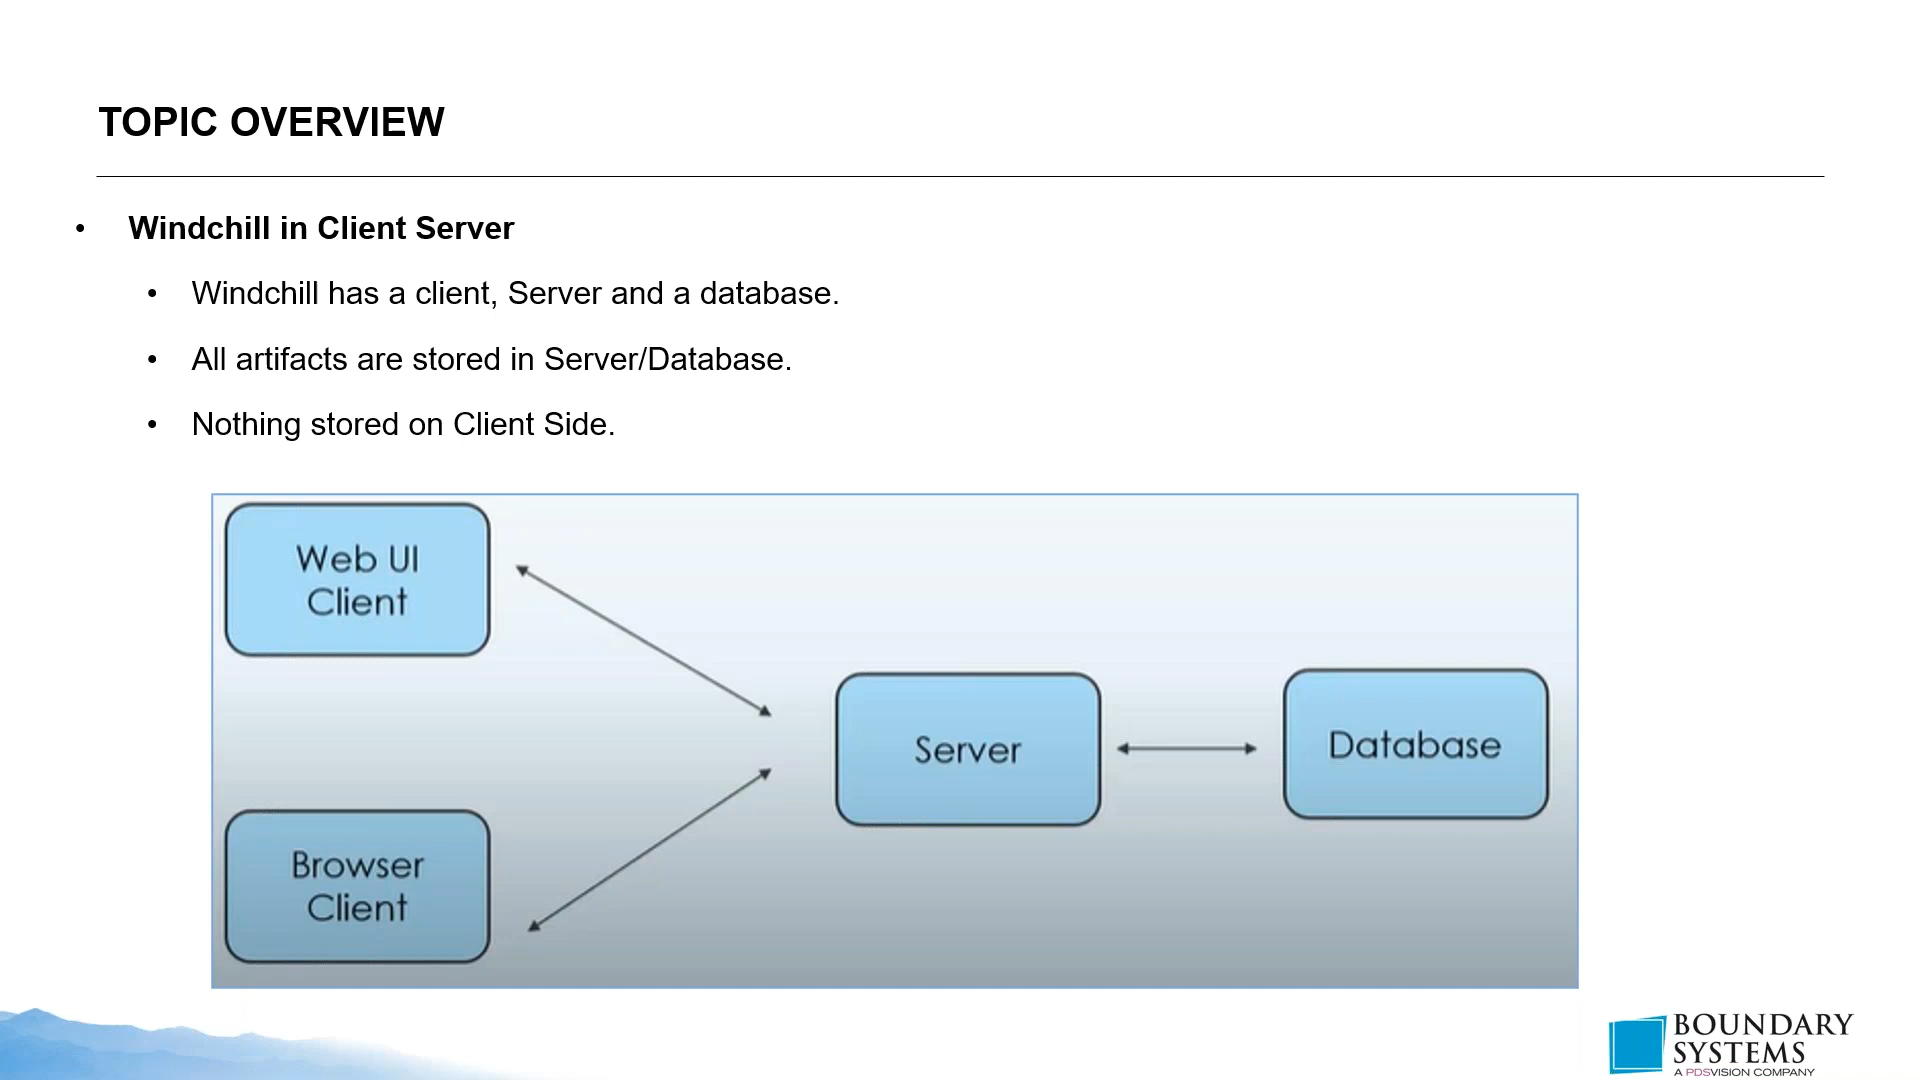 TOPIC OVERVIEW
• Windchill in Client Server
• Windchill has a client, Server and a database.
• All artifacts are stored in Server/Database.
• Nothing stored on Client Side.
Web UI
Client
Server
Database
Browser
Client
BOUNDARY
SYSTEMS
A PDSVISION COMPANY